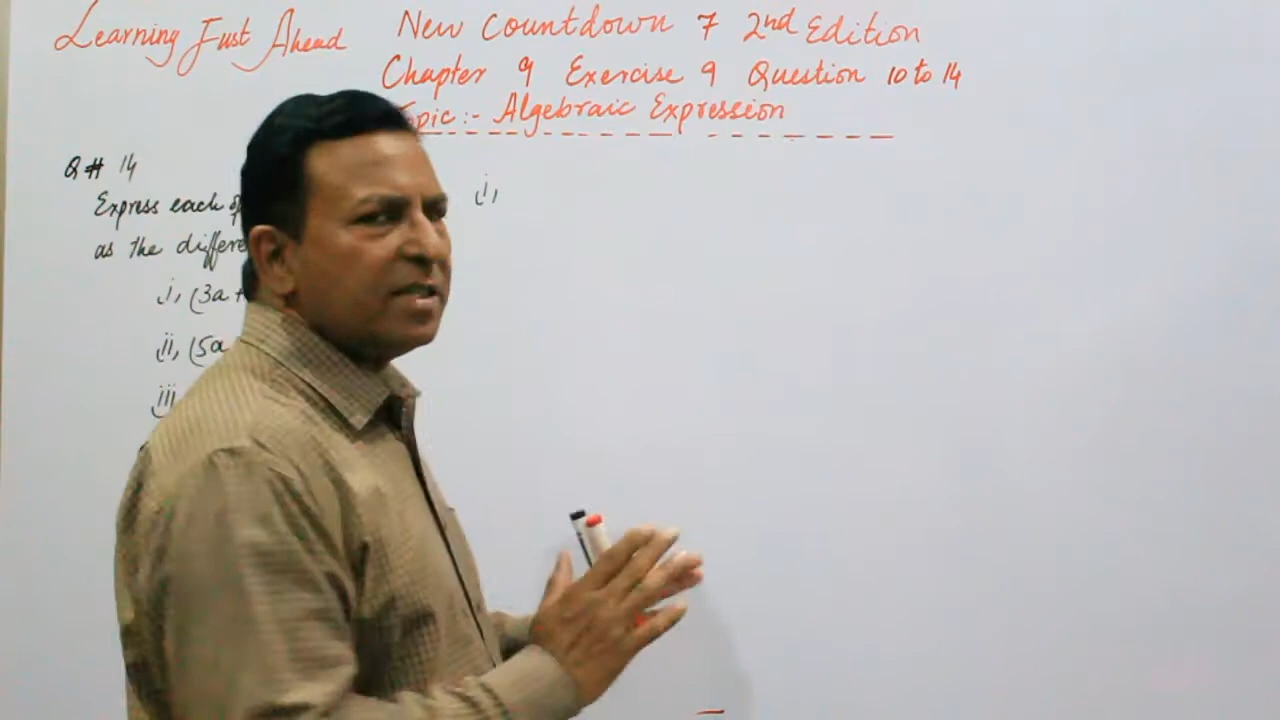 Learning Just Ahead
New Countdown 7 2nd Edition
Chapter 9 Exercise 9 Question 10 to 14
Topic :- Algebraic Expression
Q # 14
Express each of
as the
i, (3a +
ii, (5a
iii
i,